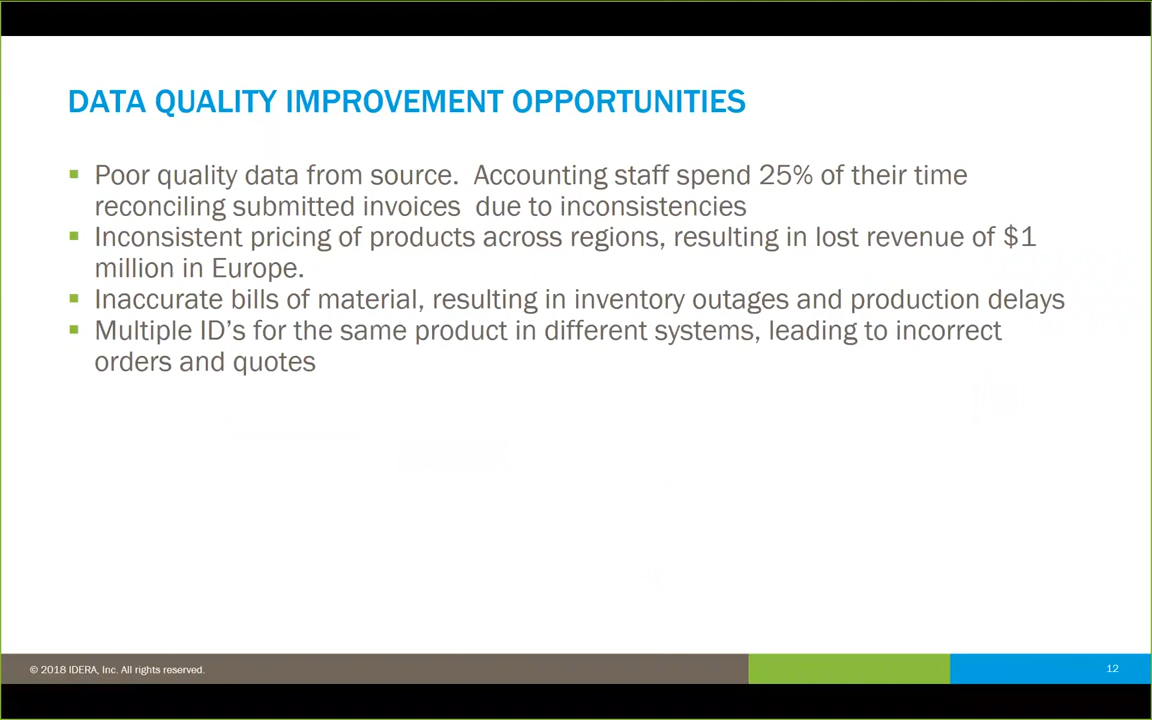 DATA QUALITY IMPROVEMENT OPPORTUNITIES
▪ Poor quality data from source.  Accounting staff spend 25% of their time
reconciling submitted invoices  due to inconsistencies
▪ Inconsistent pricing of products across regions, resulting in lost revenue of $1
million in Europe.
▪ Inaccurate bills of material, resulting in inventory outages and production delays
▪ Multiple ID’s for the same product in different systems, leading to incorrect
orders and quotes
© 2018 IDERA, Inc. All rights reserved.
12